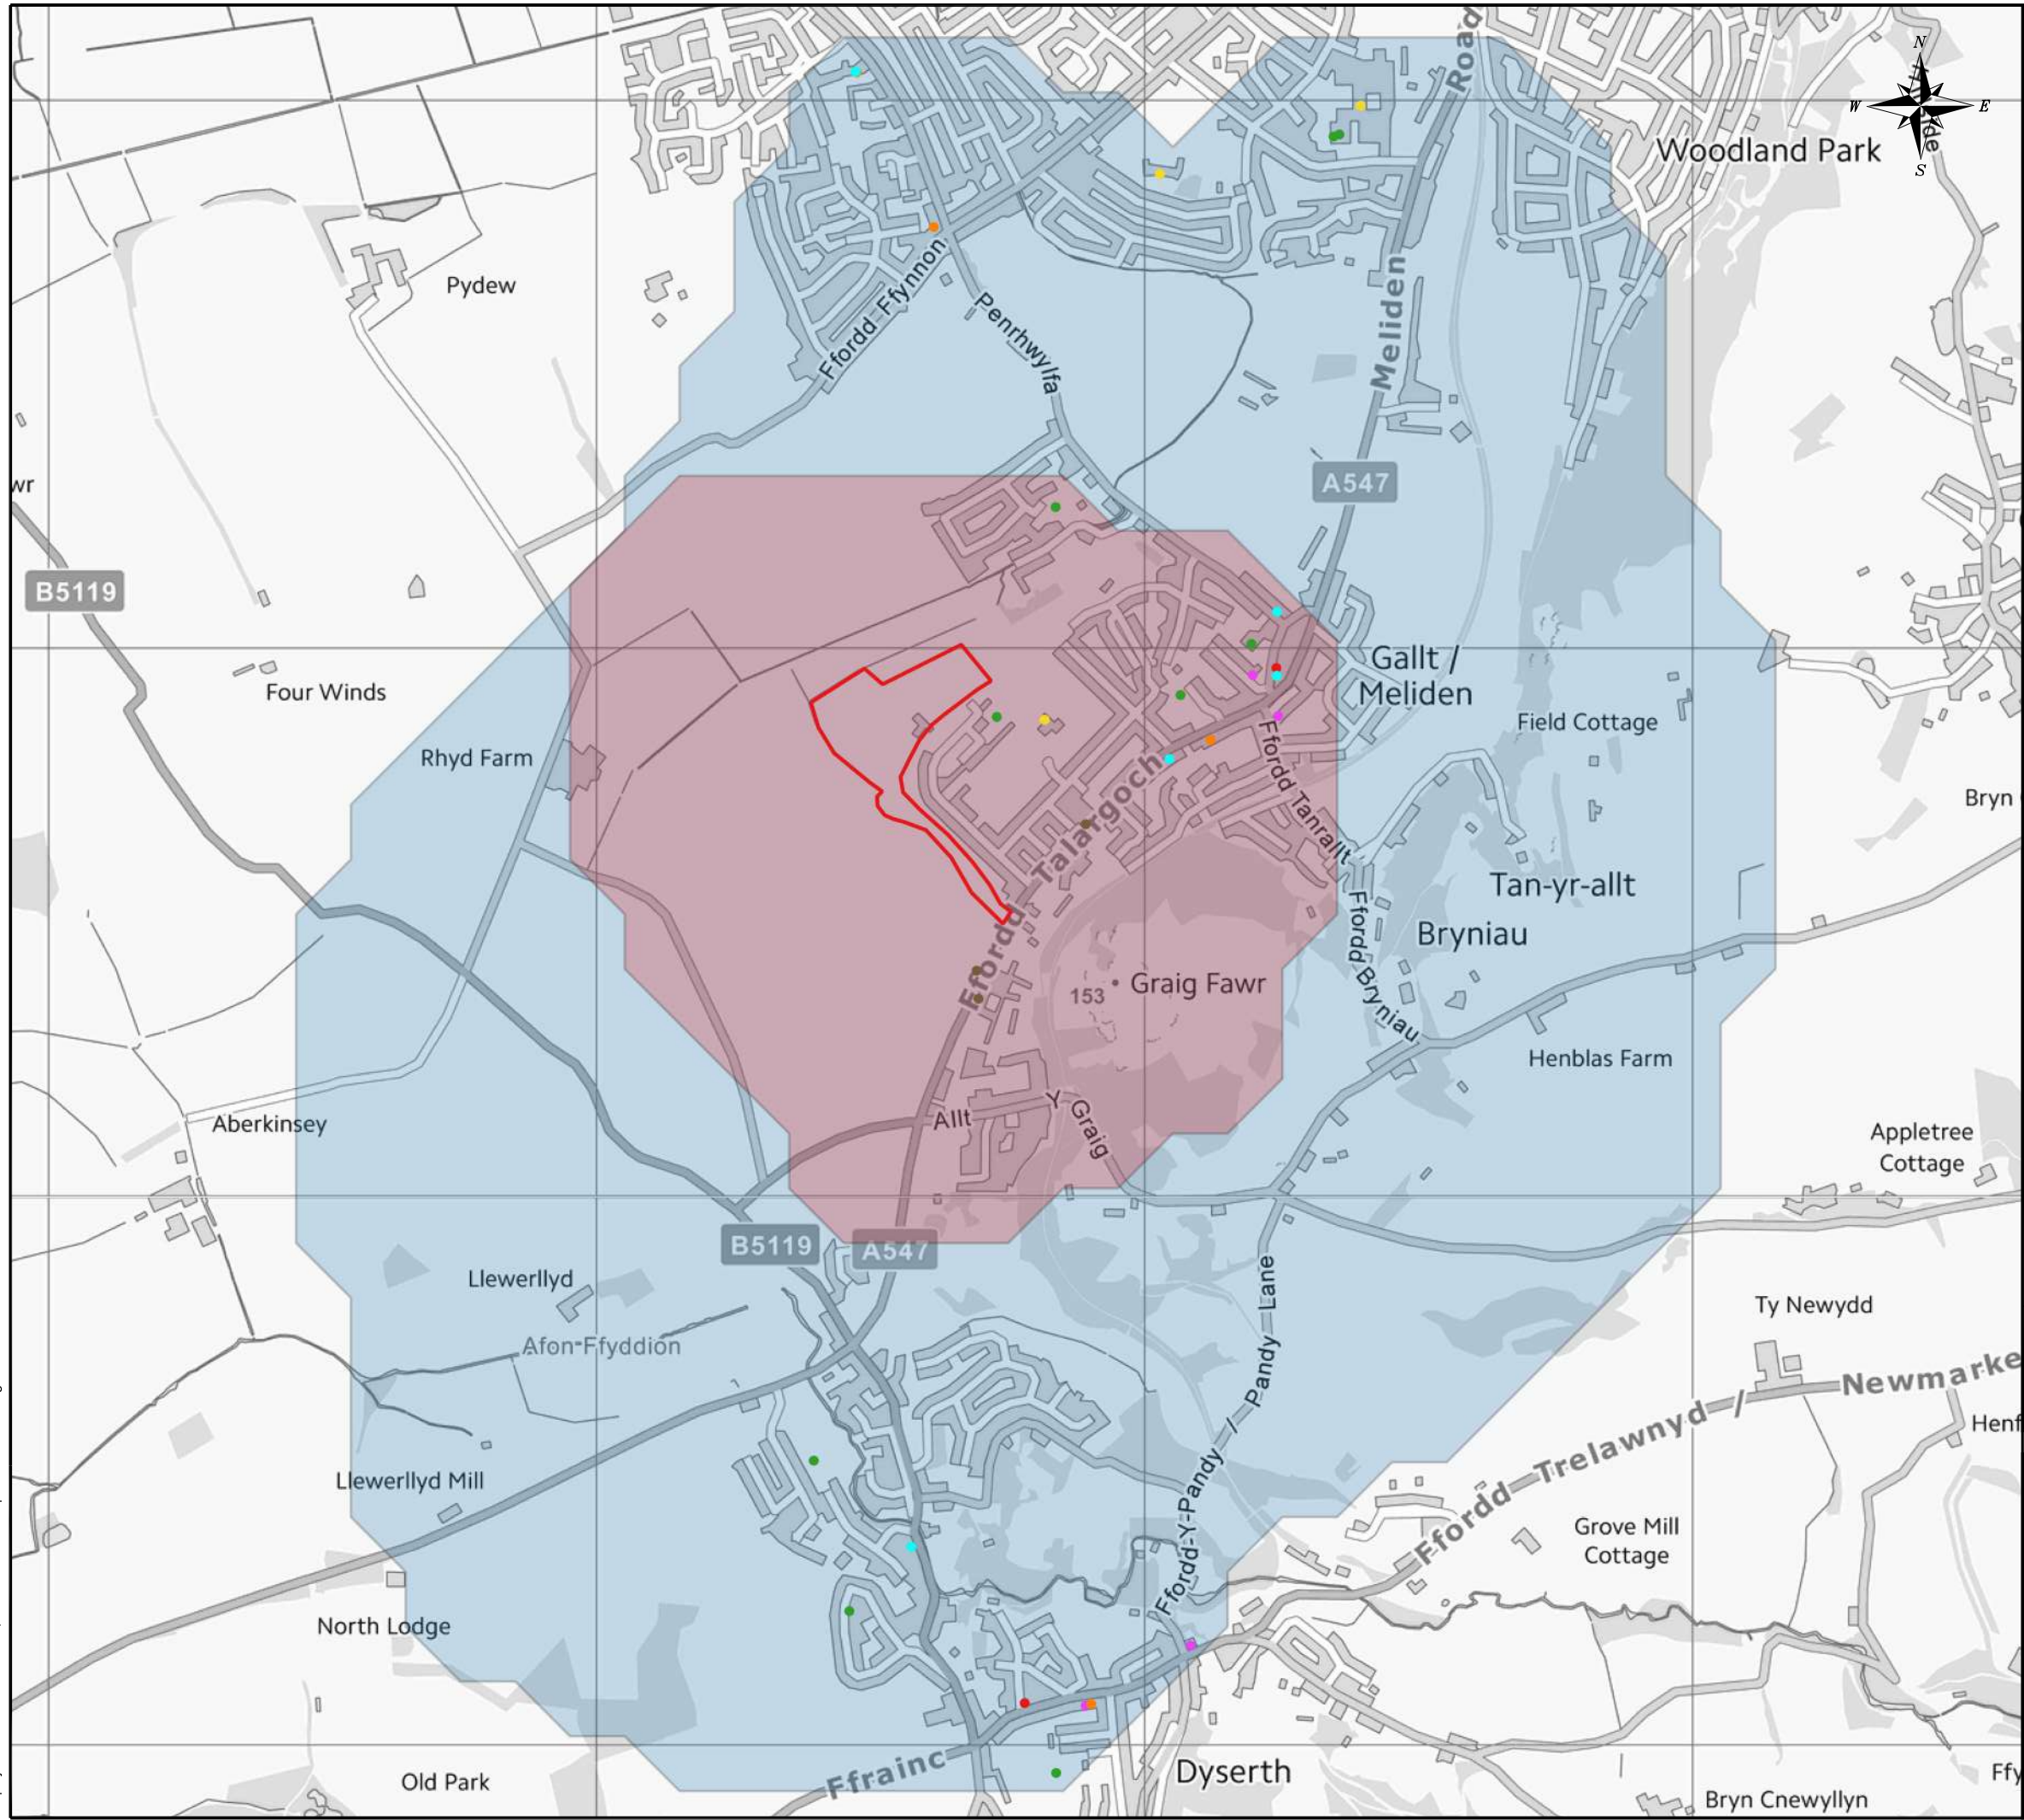 Road
N
W
E
S
Woodland Park
Pydew
Ffordd Ffynnon
Penrhwylfa
Meliden
wr
A547
B5119
Gallt /
Meliden
Four Winds
Field Cottage
Rhyd Farm
Ffordd Tanrallt
Bryn
Ffordd Talargoch
Tan-yr-allt
Bryniau
Ffordd Bryniau
153
Graig Fawr
Henblas Farm
Aberkinsey
Allt Y Graig
Appletree
Cottage
B5119
A547
Llewerllyd
Ffordd-Y-Pandy / Pandy Lane
Ty Newydd
Afon Ffyddion
Ffordd Trelawnyd / Newmarke
Henf
Llewerllyd Mill
Grove Mill
Cottage
North Lodge
Ffrainc
Dyserth
Old Park
Ffy
Bryn Cnewyllyn